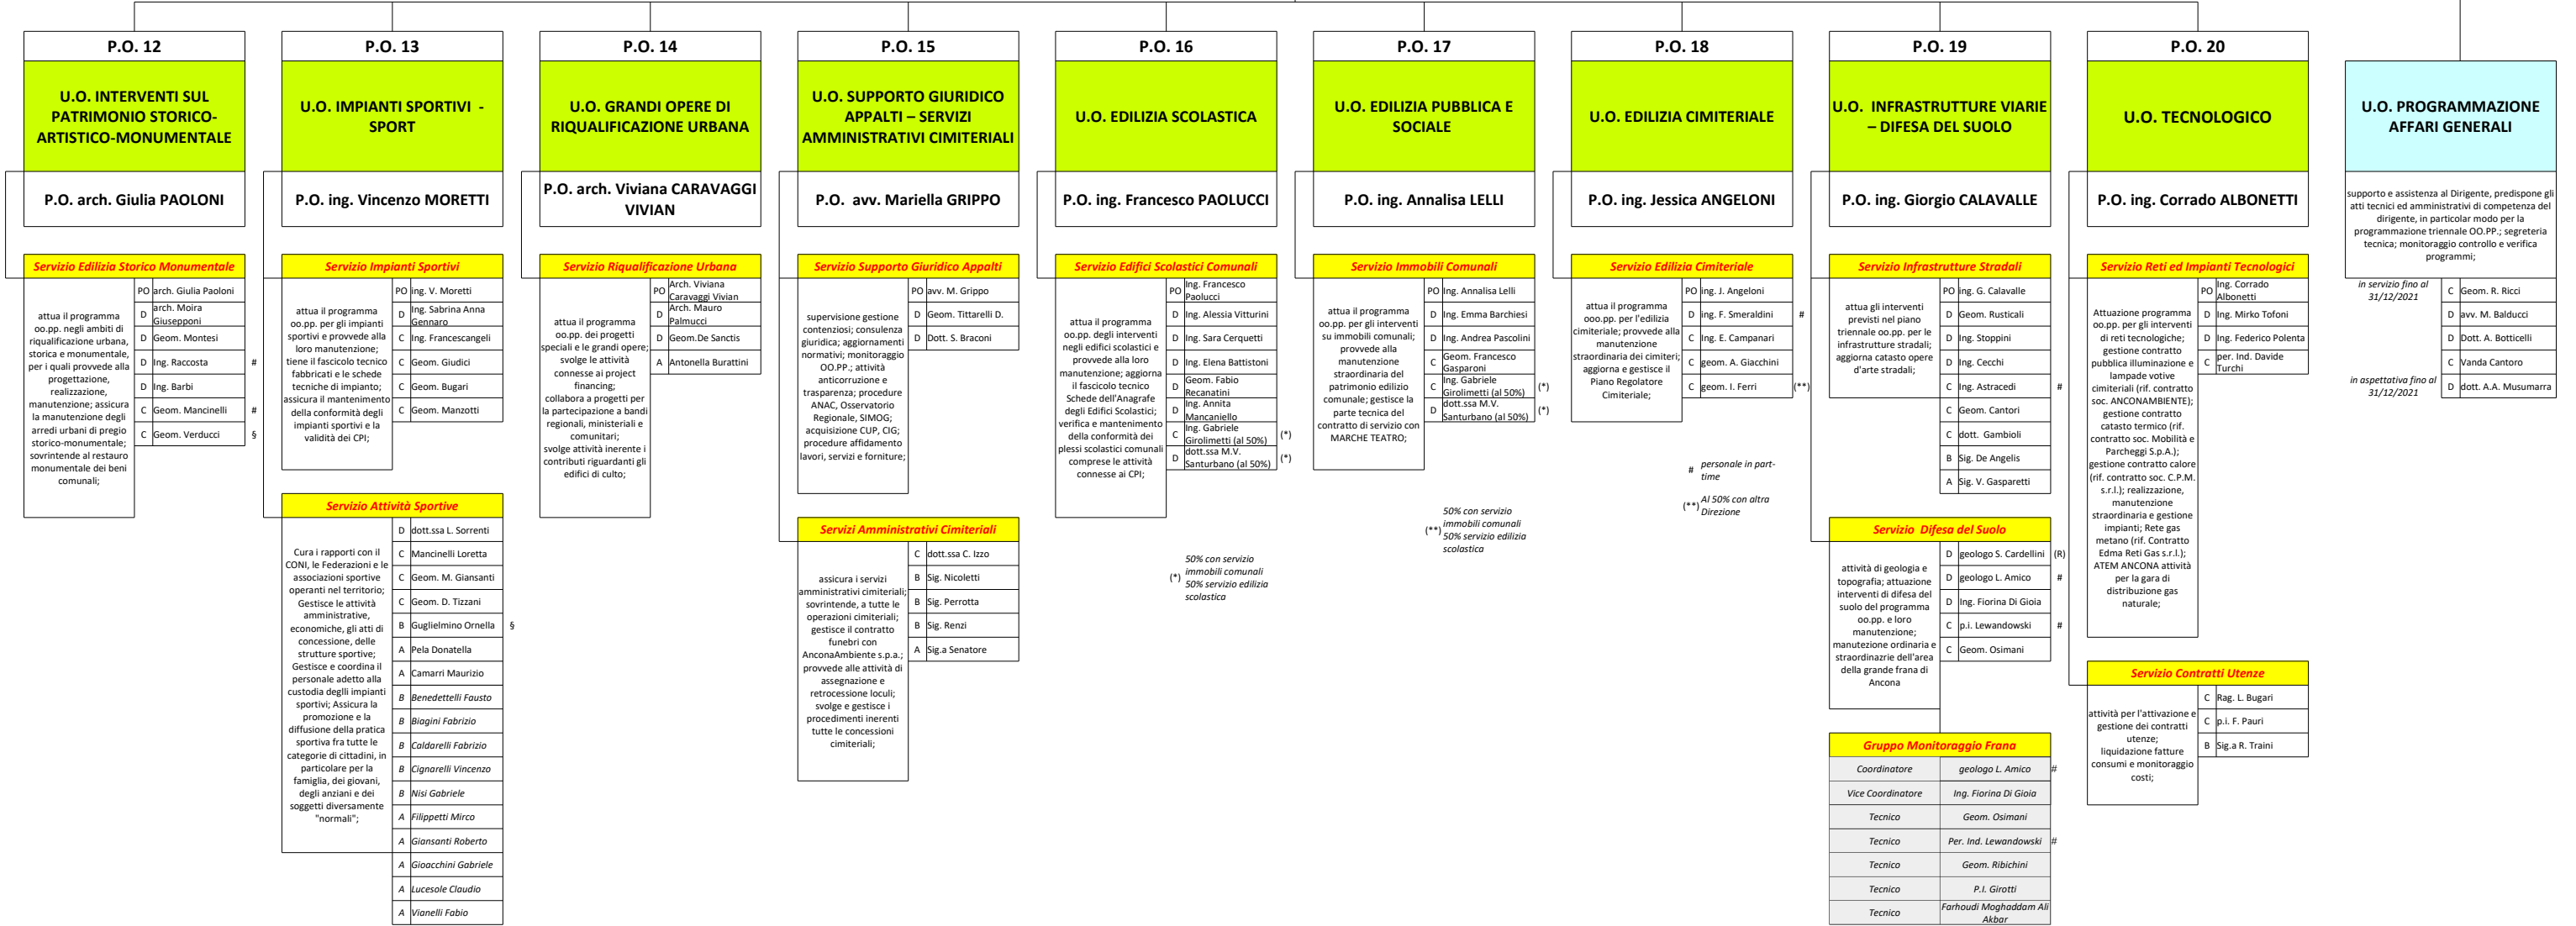 P.O. 12
U.O. INTERVENTI SUL
PATRIMONIO STORICO-
ARTISTICO-MONUMENTALE
P.O. arch. Giulia PAOLONI
Servizio Edilizia Storico Monumentale
attua il programma
oo.pp. negli ambiti di
riqualificazione urbana,
storica e monumentale,
per i quali provvede alla
progettazione,
realizzazione,
manutenzione; assicura
la manutenzione degli
arredi urbani di pregio
storico-monumentale;
sovrintende al restauro
monumentale dei beni
comunali;
PO arch. Giulia Paoloni
D arch. Moira
Giusepponi
D Geom. Montesi
D Ing. Raccosta #
D Ing. Barbi
C Geom. Mancinelli #
C Geom. Verducci §
P.O. 13
U.O. IMPIANTI SPORTIVI -
SPORT
P.O. ing. Vincenzo MORETTI
Servizio Impianti Sportivi
attua il programma
oo.pp. per gli impianti
sportivi e provvede alla
loro manutenzione;
tiene il fascicolo tecnico
fabbricati e le schede
tecniche di impianto;
assicura il mantenimento
della conformità degli
impianti sportivi e la
validità dei CPI;
PO ing. V. Moretti
D Ing. Sabrina Anna
Gennaro
C Ing. Francescangeli
C Geom. Giudici
C Geom. Bugari
C Geom. Manzotti
Servizio Attività Sportive
Cura i rapporti con il
CONI, le Federazioni e le
associazioni sportive
operanti nel territorio;
Gestisce le attività
amministrative,
economiche, gli atti di
concessione, delle
strutture sportive;
Gestisce e coordina il
personale adetto alla
custodia deglli impianti
sportivi; Assicura la
promozione e la
diffusione della pratica
sportiva fra tutte le
categorie di cittadini, in
particolare per la
famiglia, dei giovani,
degli anziani e dei
soggetti diversamente
"normali";
D dott.ssa L. Sorrenti
C Mancinelli Loretta
C Geom. M. Giansanti
C Geom. D. Tizzani
B Guglielmino Ornella §
A Pela Donatella
A Camarri Maurizio
B Benedettelli Fausto
B Biagini Fabrizio
B Caldarelli Fabrizio
B Cignarelli Vincenzo
B Nisi Gabriele
A Filippetti Mirco
A Giansanti Roberto
A Gioacchini Gabriele
A Lucesole Claudio
A Vianelli Fabio
P.O. 14
U.O. GRANDI OPERE DI
RIQUALIFICAZIONE URBANA
P.O. arch. Viviana CARAVAGGI
VIVIAN
Servizio Riqualificazione Urbana
attua il programma
oo.pp. dei progetti
speciali e le grandi opere;
svolge le attività
connesse ai project
financing;
collabora a progetti per
la partecipazione a bandi
regionali, ministeriali e
comunitari;
svolge attività inerente i
contributi riguardanti gli
edifici di culto;
PO Arch. Viviana
Caravaggi Vivian
D Arch. Mauro
Palmucci
D Geom.De Sanctis
A Antonella Burattini
P.O. 15
U.O. SUPPORTO GIURIDICO
APPALTI – SERVIZI
AMMINISTRATIVI CIMITERIALI
P.O. avv. Mariella GRIPPO
Servizio Supporto Giuridico Appalti
supervisione gestione
contenziosi; consulenza
giuridica; aggiornamenti
normativi; monitoraggio
OO.PP.; attività
anticorruzione e
trasparenza; procedure
ANAC, Osservatorio
Regionale, SIMOG;
acquisizione CUP, CIG;
procedure affidamento
lavori, servizi e forniture;
PO avv. M. Grippo
D Geom. Tittarelli D.
D Dott. S. Braconi
Servizi Amministrativi Cimiteriali
assicura i servizi
amministrativi cimiteriali;
sovrintende, a tutte le
operazioni cimiteriali;
gestisce il contratto
funebri con
AnconaAmbiente s.p.a.;
provvede alle attività di
assegnazione e
retrocessione loculi;
svolge e gestisce i
procedimenti inerenti
tutte le concessioni
cimiteriali;
C dott.ssa C. Izzo
B Sig. Nicoletti
B Sig. Perrotta
B Sig. Renzi
A Sig.a Senatore
P.O. 16
U.O. EDILIZIA SCOLASTICA
P.O. ing. Francesco PAOLUCCI
Servizio Edifici Scolastici Comunali
attua il programma
oo.pp. degli interventi
negli edifici scolastici e
provvede alla loro
manutenzione; aggiorna
il fascicolo tecnico
Schede dell'Anagrafe
degli Edifici Scolastici;
verifica e mantenimento
della conformità dei
plessi scolastici comunali
comprese le attività
connesse ai CPI;
PO Ing. Francesco
Paolucci
D Ing. Alessia Vitturini
D Ing. Sara Cerquetti
D Ing. Elena Battistoni
D Geom. Fabio
Recanatini
D Ing. Annita
Mancaniello
C Ing. Gabriele
Girolimetti (al 50%) (*)
D dott.ssa M.V.
Santurbano (al 50%) (*)
(*) 50% con servizio
immobili comunali
50% servizio edilizia
scolastica
P.O. 17
U.O. EDILIZIA PUBBLICA E
SOCIALE
P.O. ing. Annalisa LELLI
Servizio Immobili Comunali
attua il programma
oo.pp. per gli interventi
su immobili comunali;
provvede alla
manutenzione
straordinaria del
patrimonio edilizio
comunale; gestisce la
parte tecnica del
contratto di servizio con
MARCHE TEATRO;
PO Ing. Annalisa Lelli
D Ing. Emma Barchiesi
D Ing. Andrea Pascolini
C Geom. Francesco
Gasparoni
C Ing. Gabriele
Girolimetti (al 50%) (*)
D dott.ssa M.V.
Santurbano (al 50%) (*)
(**) 50% con servizio
immobili comunali
50% servizio edilizia
scolastica
P.O. 18
U.O. EDILIZIA CIMITERIALE
P.O. ing. Jessica ANGELONI
Servizio Edilizia Cimiteriale
attua il programma
ooo.pp. per l'edilizia
cimiteriale; provvede alla
manutenzione
straordinaria dei cimiteri;
aggiorna e gestisce il
Piano Regolatore
Cimiteriale;
PO ing. J. Angeloni
D ing. F. Smeraldini #
C Ing. E. Campanari
C geom. A. Giacchini
C geom. I. Ferri (**)
# personale in part-
time
(**) Al 50% con altra
Direzione
P.O. 19
U.O. INFRASTRUTTURE VIARIE
– DIFESA DEL SUOLO
P.O. ing. Giorgio CALAVALLE
Servizio Infrastrutture Stradali
attua gli interventi
previsti nel piano
triennale oo.pp. per le
infrastrutture stradali;
aggiorna catasto opere
d'arte stradali;
PO ing. G. Calavalle
D Geom. Rusticali
D Ing. Stoppini
D Ing. Cecchi
C Ing. Astracedi #
C Geom. Cantori
C dott. Gambioli
B Sig. De Angelis
A Sig. V. Gasparetti
Servizio Difesa del Suolo
attività di geologia e
topografia; attuazione
interventi di difesa del
suolo del programma
oo.pp. e loro
manutenzione;
manutezione ordinaria e
straordinazrie dell'area
della grande frana di
Ancona
D geologo S. Cardellini (R)
D geologo L. Amico #
D Ing. Fiorina Di Gioia
C p.i. Lewandowski #
C Geom. Osimani
Gruppo Monitoraggio Frana
Coordinatore geologo L. Amico #
Vice Coordinatore Ing. Fiorina Di Gioia
Tecnico Geom. Osimani
Tecnico Per. Ind. Lewandowski #
Tecnico Geom. Ribichini
Tecnico P.I. Girotti
Tecnico Farhoudi Moghaddam Ali
Akbar
P.O. 20
U.O. TECNOLOGICO
P.O. ing. Corrado ALBONETTI
Servizio Reti ed Impianti Tecnologici
Attuazione programma
oo.pp. per gli interventi
di reti tecnologiche;
gestione contratto
pubblica illuminazione e
lampade votive
cimiteriali (rif. contratto
soc. ANCONAMBIENTE);
gestione contratto
catasto termico (rif.
contratto soc. Mobilità e
Parcheggi S.p.A.);
gestione contratto calore
(rif. contratto soc. C.P.M.
s.r.l.); realizzazione,
manutenzione
straordinaria e gestione
impianti; Rete gas
metano (rif. Contratto
Edma Reti Gas s.r.l.);
ATEM ANCONA attività
per la gara di
distribuzione gas
naturale;
PO Ing. Corrado
Albonetti
D Ing. Mirko Tofoni
D Ing. Federico Polenta
C per. Ind. Davide
Turchi
Servizio Contratti Utenze
attività per l'attivazione e
gestione dei contratti
utenze;
liquidazione fatture
consumi e monitoraggio
costi;
C Rag. L. Bugari
C p.i. F. Pauri
B Sig.a R. Traini
U.O. PROGRAMMAZIONE
AFFARI GENERALI
supporto e assistenza al Dirigente, predispone gli
atti tecnici ed amministrativi di competenza del
dirigente, in particolar modo per la
programmazione triennale OO.PP.; segreteria
tecnica; monitoraggio controllo e verifica
programmi;
in servizio fino al
31/12/2021
C Geom. R. Ricci
D avv. M. Balducci
D Dott. A. Botticelli
C Vanda Cantoro
in aspettativa fino al
31/12/2021
D dott. A.A. Musumarra